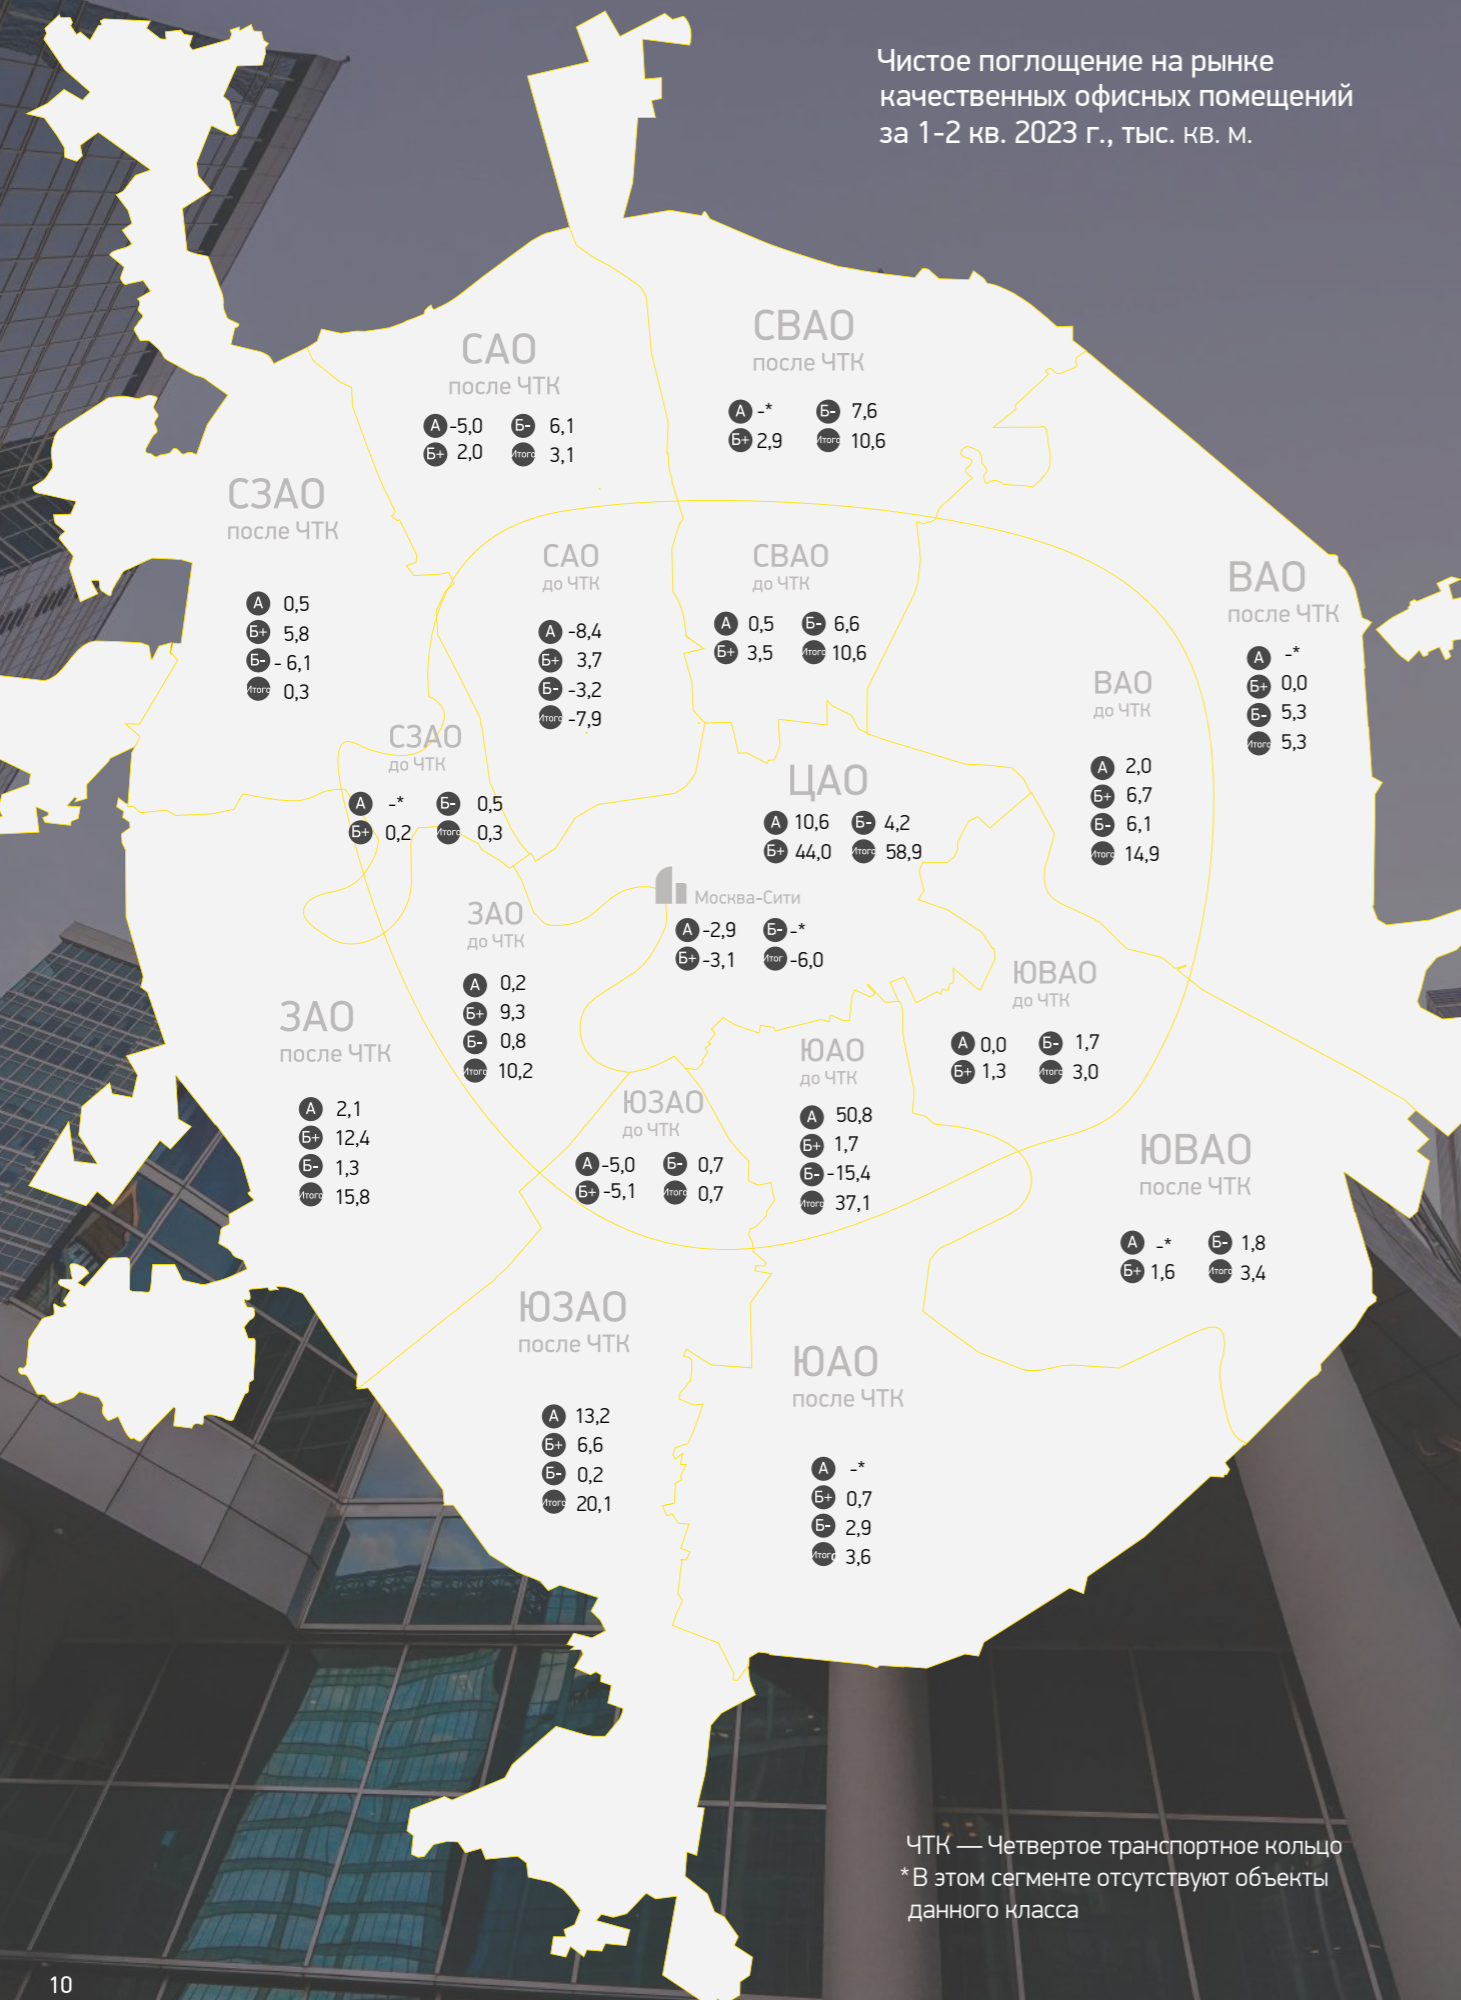 Чистое поглощение на рынке
качественных офисных помещений
за 1-2 кв. 2023 г., тыс. кв. м.
САО
после ЧТК
А -5,0 Б- 6,1
Б+ 2,0 Итого 3,1
СВАО
после ЧТК
А -* Б- 7,6
Б+ 2,9 Итого 10,6
СЗАО
после ЧТК
А 0,5
Б+ 5,8
Б- - 6,1
Итого 0,3
САО
до ЧТК
А -8,4
Б+ 3,7
Б- -3,2
Итого -7,9
СВАО
до ЧТК
А 0,5 Б- 6,6
Б+ 3,5 Итого 10,6
ВАО
после ЧТК
А -*
Б+ 0,0
Б- 5,3
Итого 5,3
ВАО
до ЧТК
А 2,0
Б+ 6,7
Б- 6,1
Итого 14,9
СЗАО
до ЧТК
А -* Б- 0,5
Б+ 0,2 Итого 0,3
ЦАО
А 10,6 Б- 4,2
Б+ 44,0 Итого 58,9
Москва-Сити
А -2,9 Б- -*
Б+ -3,1 Итог -6,0
ЗАО
до ЧТК
А 0,2
Б+ 9,3
Б- 0,8
Итого 10,2
ЗАО
после ЧТК
А 2,1
Б+ 12,4
Б- 1,3
Итого 15,8
ЮВАО
до ЧТК
А 0,0 Б- 1,7
Б+ 1,3 Итого 3,0
ЮАО
до ЧТК
А 50,8
Б+ 1,7
Б- -15,4
Итого 37,1
ЮЗАО
до ЧТК
А -5,0 Б- 0,7
Б+ -5,1 Итого 0,7
ЮВАО
после ЧТК
А -* Б- 1,8
Б+ 1,6 Итого 3,4
ЮЗАО
после ЧТК
А 13,2
Б+ 6,6
Б- 0,2
Итого 20,1
ЮАО
после ЧТК
А -*
Б+ 0,7
Б- 2,9
Итого 3,6
ЧТК — Четвертое транспортное кольцо
* В этом сегменте отсутствуют объекты
данного класса
10